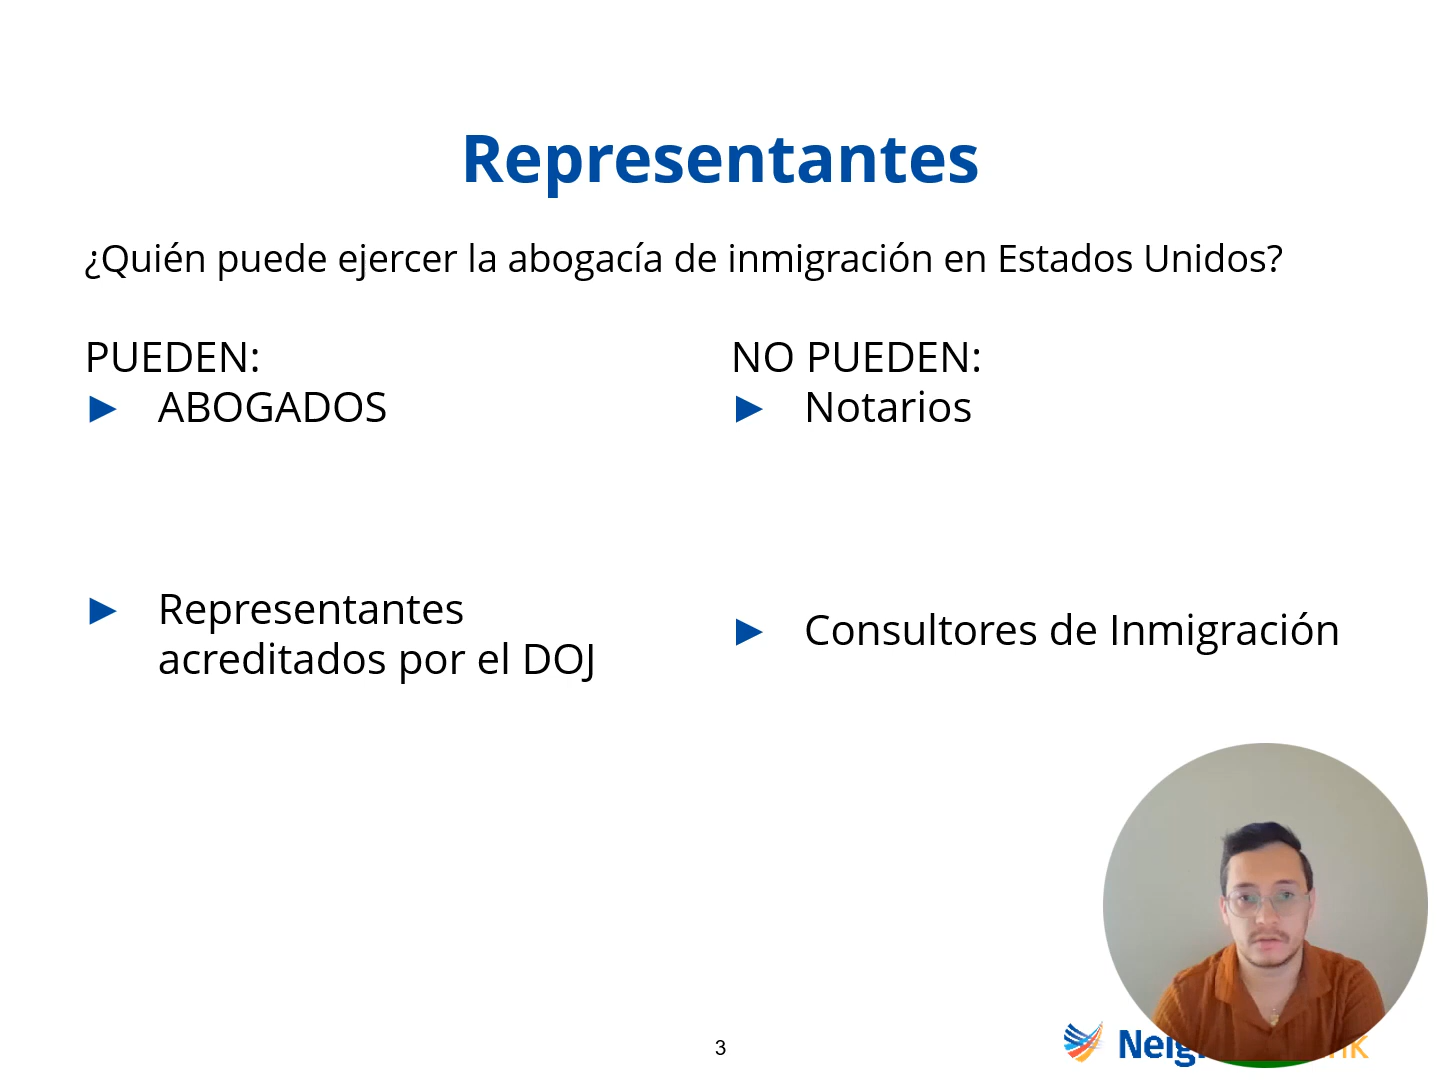 Representantes
¿Quién puede ejercer la abogacía de inmigración en Estados Unidos?
PUEDEN:
► ABOGADOS
► Representantes
acreditados por el DOJ
NO PUEDEN:
► Notarios
► Consultores de Inmigración
3